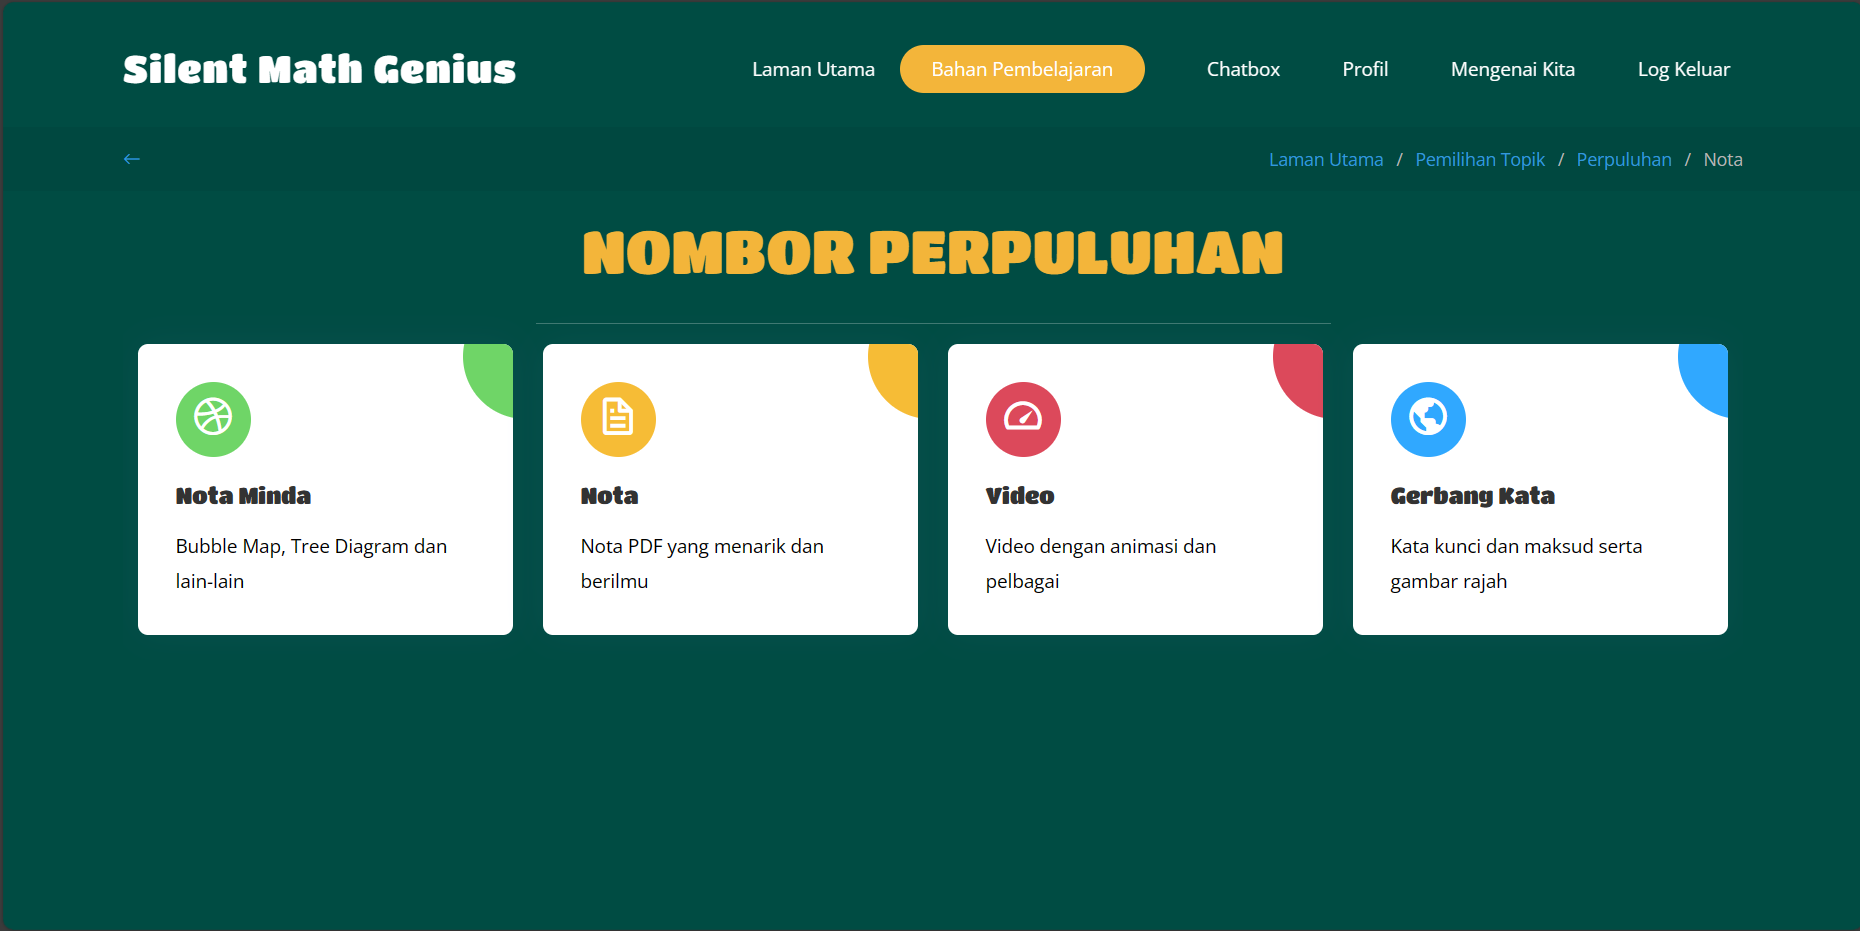 Silent Math Genius
Laman Utama Bahan Pembelajaran Chatbox Profil Mengenai Kita Log Keluar
Laman Utama / Pemilihan Topik / Perpuluhan / Nota
NOMBOR PERPULUHAN
Nota Minda
Bubble Map, Tree Diagram dan
lain-lain
Nota
Nota PDF yang menarik dan
berilmu
Video
Video dengan animasi dan
pelbagai
Gerbang Kata
Kata kunci dan maksud serta
gambar rajah